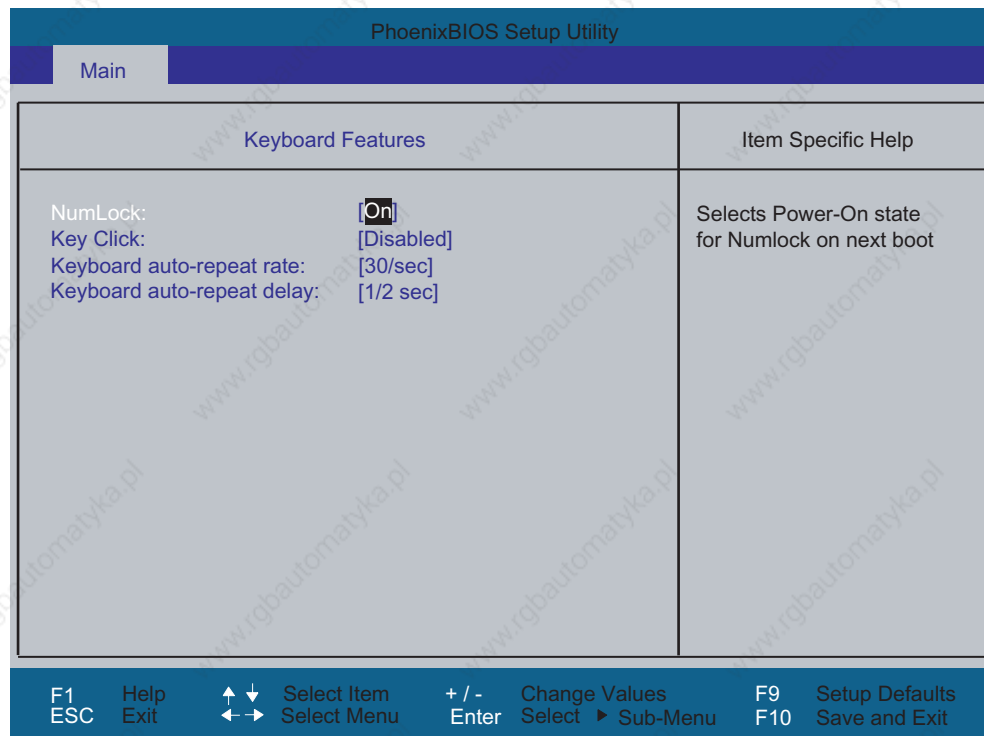 PhoenixBIOS Setup Utility
Main
Keyboard Features
Item Specific Help
NumLock: [On]
Key Click: [Disabled]
Keyboard auto-repeat rate: [30/sec]
Keyboard auto-repeat delay: [1/2 sec]
Selects Power-On state
for Numlock on next boot
F1 Help Select Item + / - Change Values F9 Setup Defaults
ESC Exit Select Menu Enter Select Sub-Menu F10 Save and Exit
www.rgbautomatyka.pl